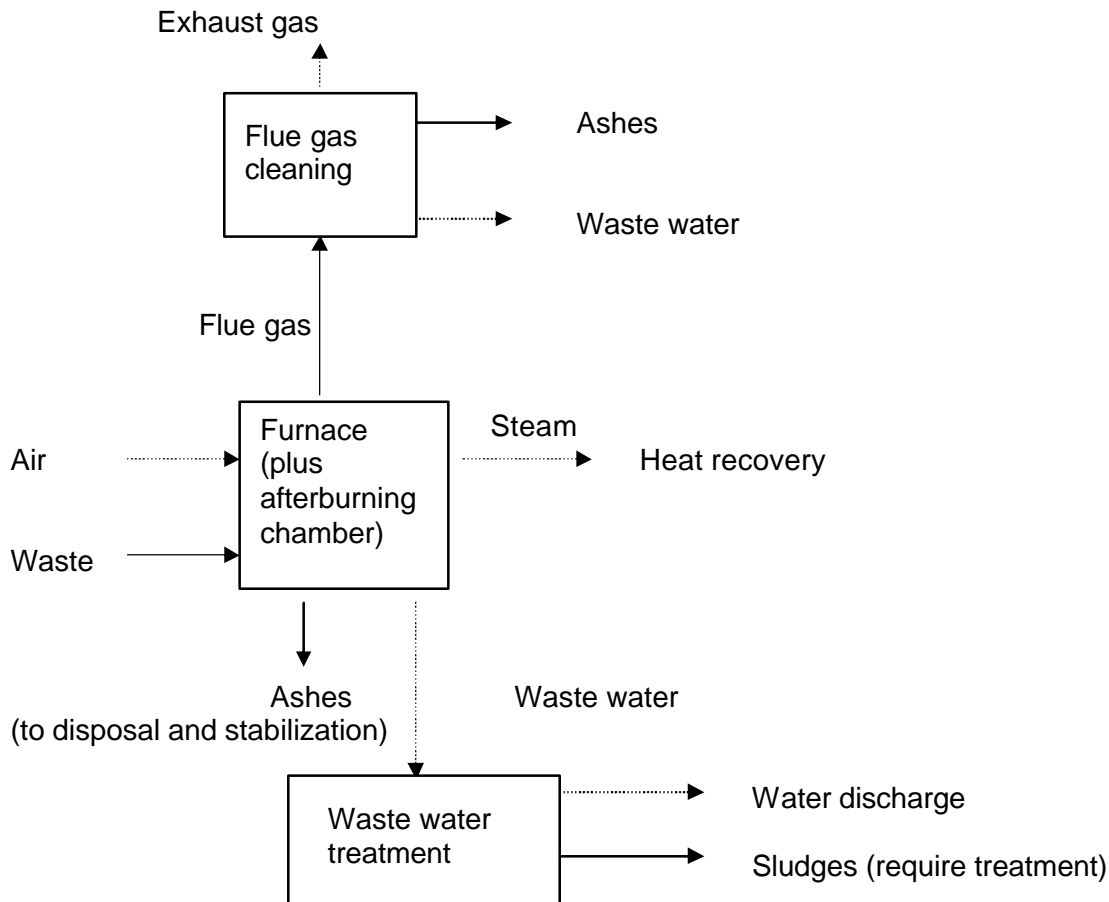 Exhaust gas
Flue gas
cleaning
Ashes
Waste water
Flue gas
Air
Waste
Furnace
(plus
afterburning
chamber)
Steam
Heat recovery
Ashes
(to disposal and stabilization)
Waste water
Waste water
treatment
Water discharge
Sludges (require treatment)